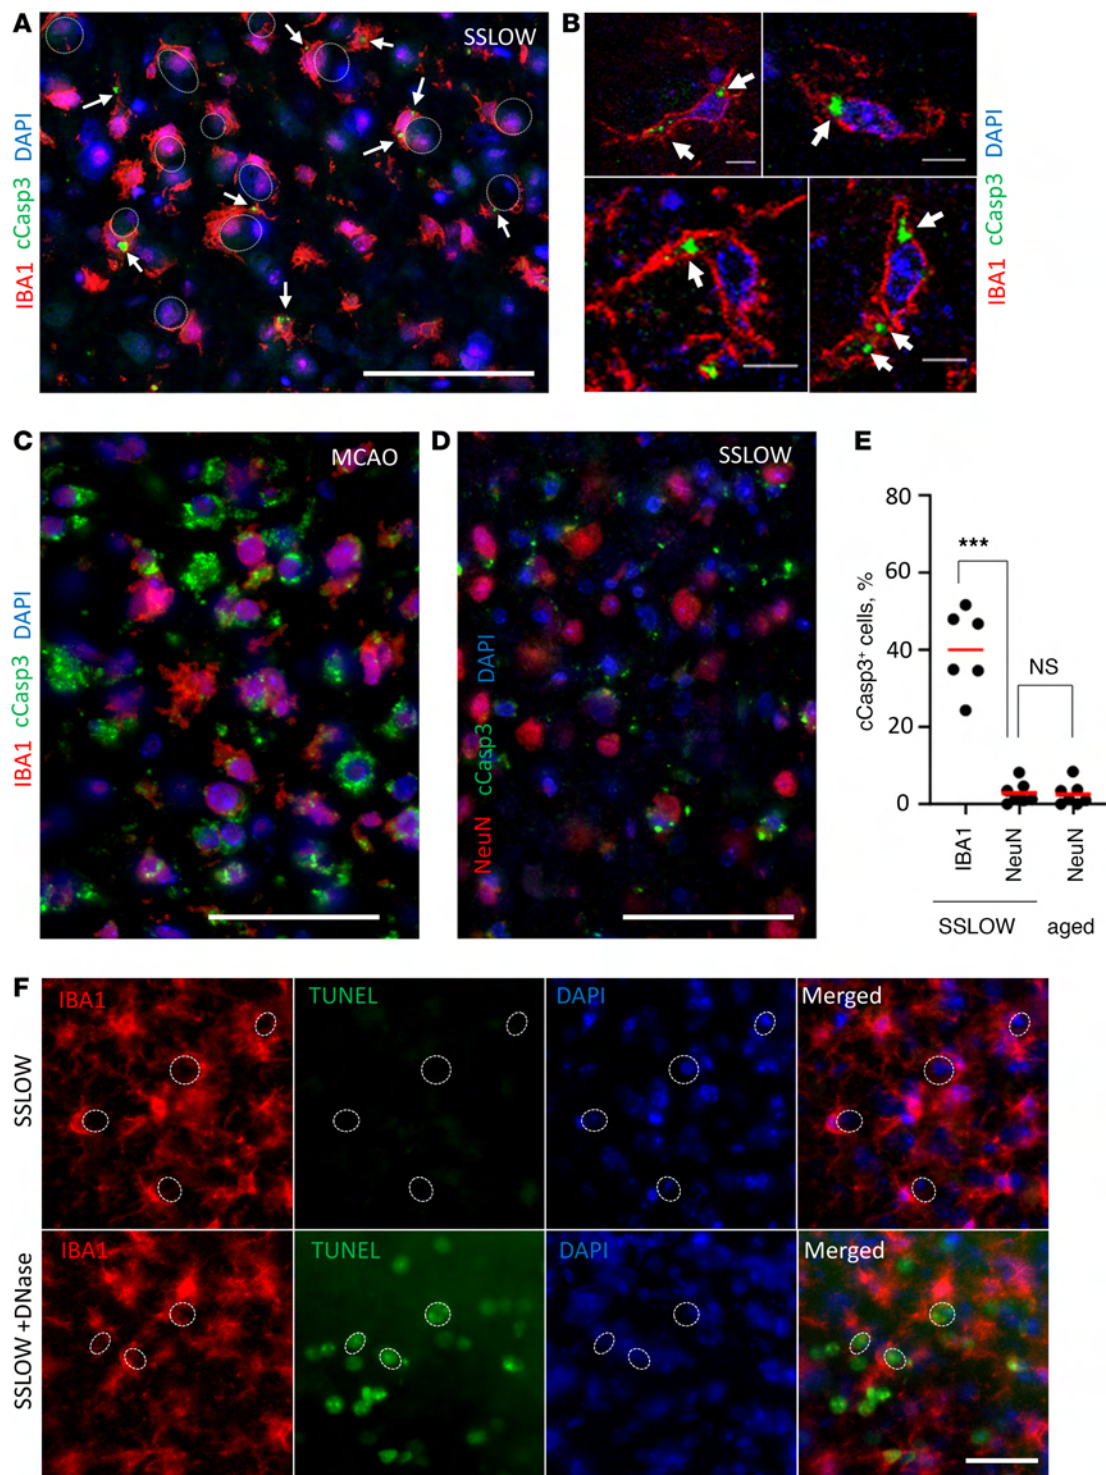 A
SSLOW
IBA1 cCasp3 DAPI
B
IBA1 cCasp3 DAPI
C
MCAO
IBA1 cCasp3 DAPI
D
SSLOW
NeuN cCasp3 DAPI
E
cCasp3⁺ cells, %
80
60
40
20
0
***
NS
IBA1
NeuN
NeuN
SSLOW
aged
F
SSLOW
IBA1
TUNEL
DAPI
Merged
SSLOW +DNase
IBA1
TUNEL
DAPI
Merged